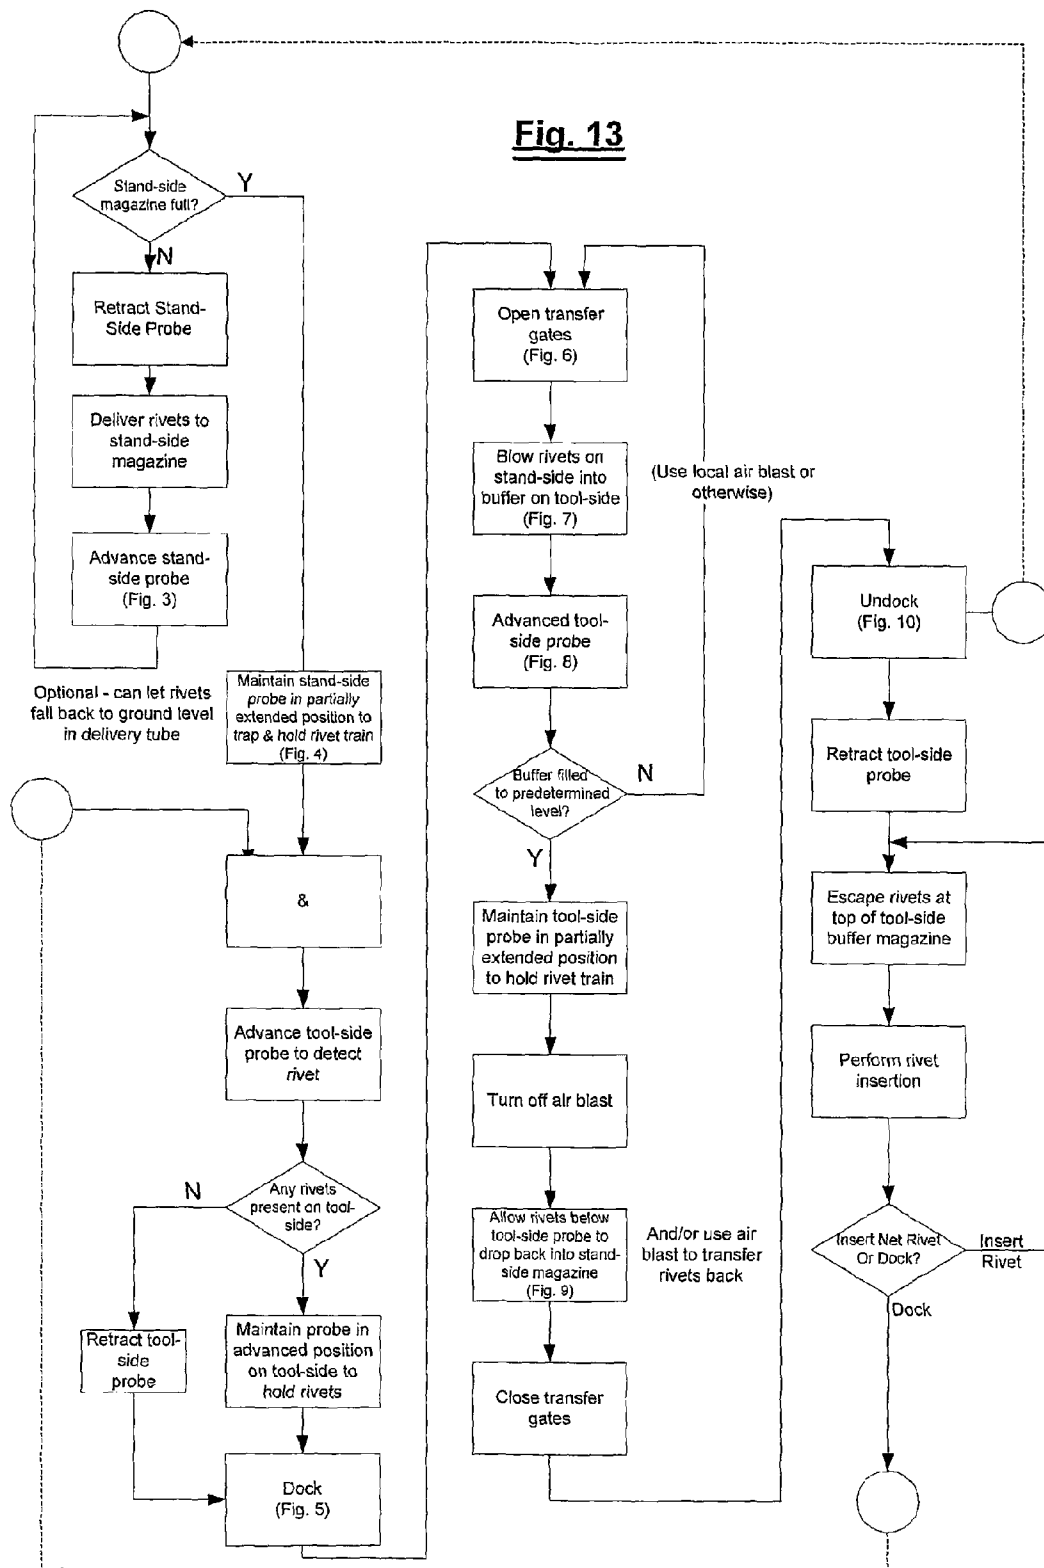 Fig. 13
Stand-side
magazine full?
Y
N
Retract Stand-
Side Probe
Deliver rivets to
stand-side
magazine
Advance stand-
side probe
(Fig. 3)
Optional - can let rivets
fall back to ground level
in delivery tube
Maintain stand-side
probe in partially
extended position to
trap & hold rivet train
(Fig. 4)
&
Advance tool-side
probe to detect
rivet
Any rivets
present on tool-
side?
N
Y
Retract tool-
side
probe
Maintain probe in
advanced position
on tool-side to
hold rivets
Dock
(Fig. 5)
Open transfer
gates
(Fig. 6)
Blow rivets on
stand-side into
buffer on tool-side
(Fig. 7)
(Use local air blast or
otherwise)
Advanced tool-
side probe
(Fig. 8)
Buffer filled
to predetermined
level?
N
Y
Maintain tool-side
probe in partially
extended position
to hold rivet train
Turn off air blast
Allow rivets below
tool-side probe to
drop back into stand-
side magazine
(Fig. 9)
And/or use air
blast to transfer
rivets back
Close transfer
gates
Undock
(Fig. 10)
Retract tool-side
probe
Escape rivets at
top of tool-side
buffer magazine
Perform rivet
insertion
Insert Net Rivet
Or Dock?
Insert
Rivet
Dock